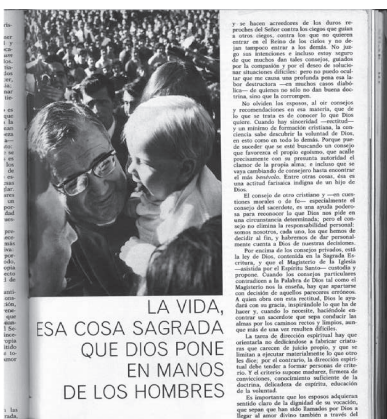 LA VIDA,
ESA COSA SAGRADA
QUE DIOS PONE
EN MANOS
DE LOS HOMBRES
y se hacen acreedores de los duros re-
proches del Señor contra los ciegos que guían
a otros ciegos, contra los que no quieren
entrar en el Reino de los cielos y no de-
jan tampoco entrar a los demás. No juz-
go sus intenciones e incluso estoy seguro
de que muchos dan tales consejos, guiados
por la compasión y por el deseo de solucio-
nar situaciones difíciles: pero no puedo ocul-
tar que me causa una profunda pena esa la-
bor destructora —en muchos casos diabó-
lica— de quienes no sólo no dan buena doc-
trina, sino que la corrompen.
No olviden los esposos, al oír consejos
y recomendaciones en esa materia, que de
lo que se trata es de conocer lo que Dios
quiere. Cuando hay sinceridad —rectitud—
y un mínimo de formación cristiana, la con-
ciencia sabe descubrir la voluntad de Dios,
en esto como en todo lo demás. Porque pue-
de suceder que se esté buscando un consejo
que favorezca el propio egoísmo, que acalle
precisamente con su presunta autoridad el
clamor de la propia alma; e incluso que se
vaya cambiando de consejero hasta encontrar
el más benévolo. Entre otras cosas, ésa es
una actitud farisaica indigna de un hijo de
Dios.
El consejo de otro cristiano y —en cues-
tiones morales o de fe— especialmente el
consejo del sacerdote, es una ayuda podero-
sa para reconocer lo que Dios nos pide en
una circunstancia determinada; pero el con-
sejo no elimina la responsabilidad personal:
somos nosotros, cada uno, los que hemos de
decidir al fin, y habremos de dar personal-
mente cuenta a Dios de nuestras decisiones.
Por encima de los consejos privados, está
la ley de Dios, contenida en la Sagrada Es-
critura, y que el Magisterio de la Iglesia
—asistida por el Espíritu Santo— custodia y
propone. Cuando los consejos particulares
contradicen a la Palabra de Dios tal como el
Magisterio nos la enseña, hay que apartarse
con decisión de aquellos pareceres erróneos.
A quien obra con esta rectitud, Dios le ayu-
dará con su gracia, inspirándole lo que ha de
hacer y, cuando lo necesite, haciéndole en-
contrar un sacerdote que sepa conducir las
almas por los caminos rectos y limpios, aun-
que más de una vez resulten difíciles.
La tarea de dirección espiritual hay que
orientarla no dedicándose a fabricar criatu-
ras que carecen de juicio propio, y que se
limitan a ejecutar materialmente lo que otro
les dice; por el contrario, la dirección espiri-
tual debe tender a formar personas de crite-
rio. Y el criterio supone madurez, firmeza de
convicciones, conocimiento suficiente de la
doctrina, delicadeza de espíritu, educación
de la voluntad.
Es importante que los esposos adquieran
sentido claro de la dignidad de su vocación,
que sepan que han sido llamados por Dios a
llegar al amor divino también a través del